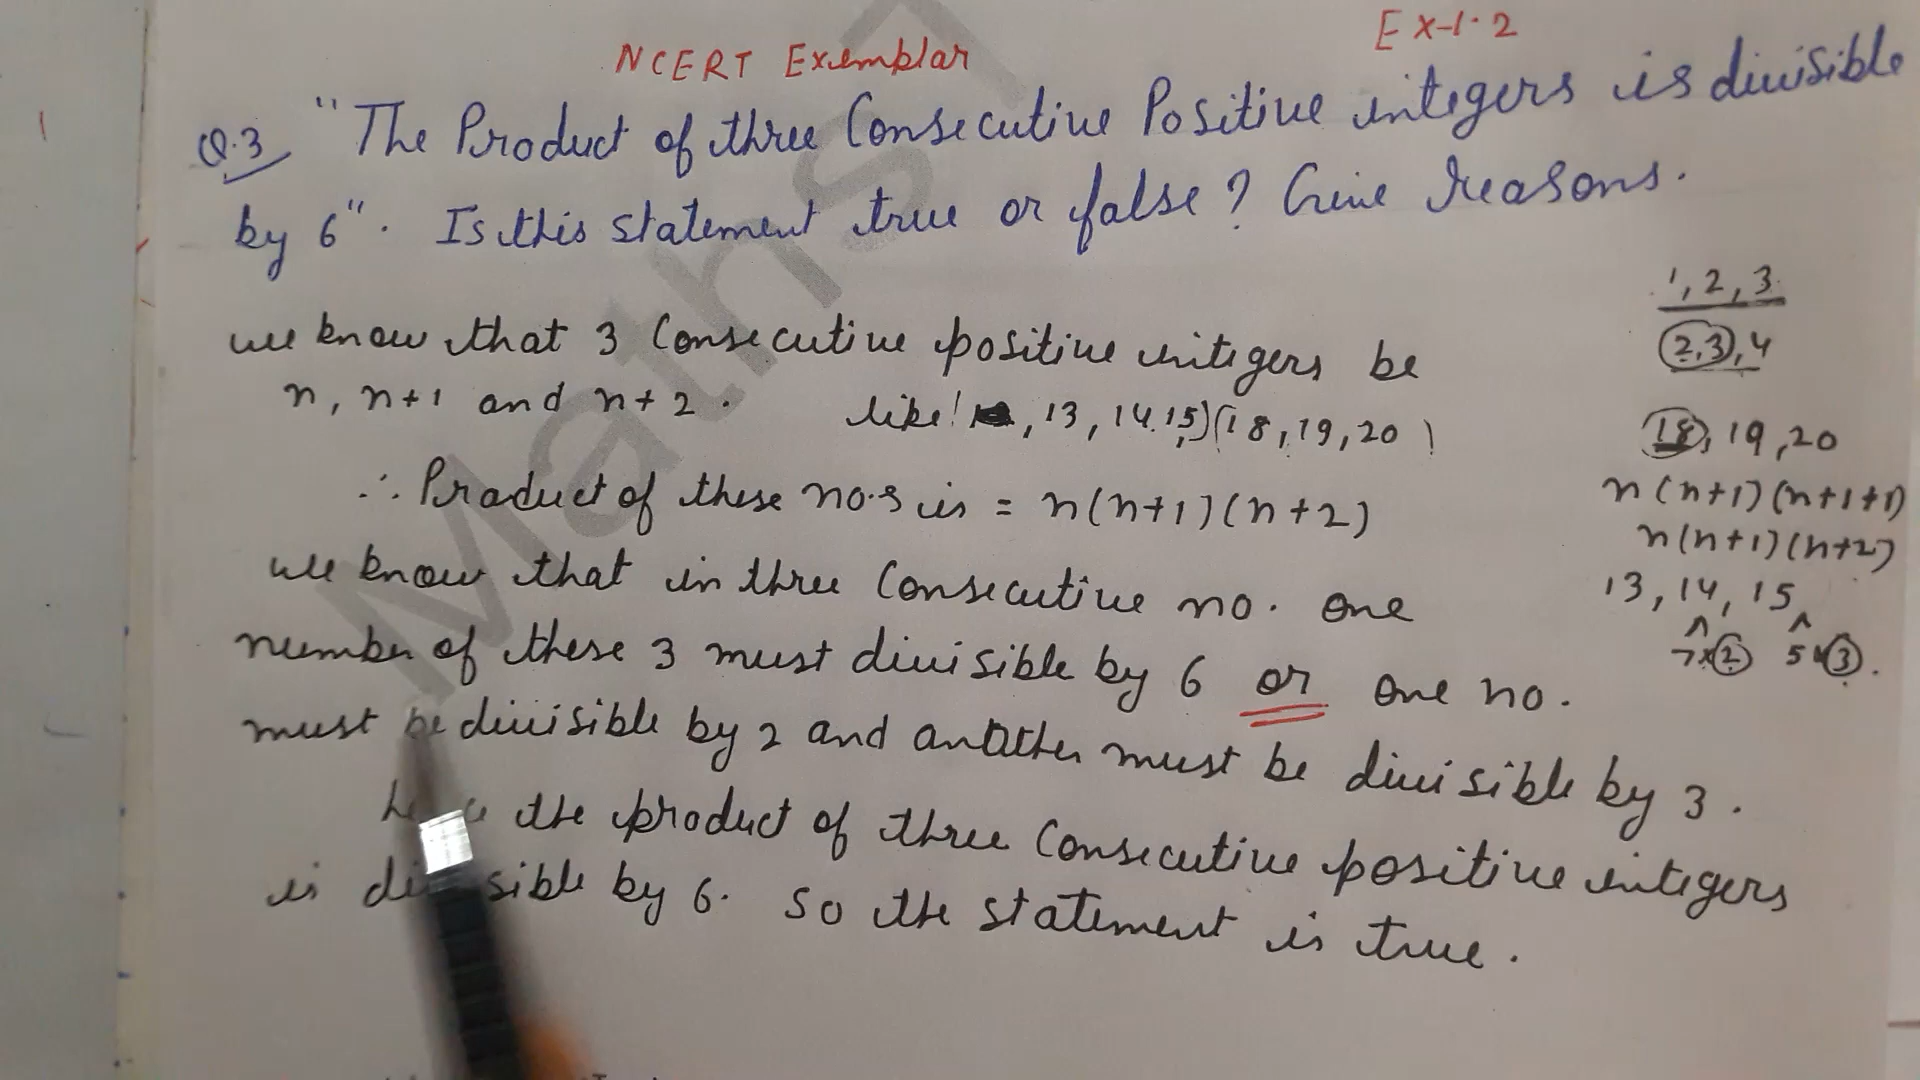 NCERT Exemplar
Ex-1.2
Q.3 "The Product of three Consecutive Positive integers is divisible
by 6". Is this statement true or false? Give Reasons.
we know that 3 Consecutive positive integers be
n, n+1 and n+2. like! , 13, 14.15,)(18, 19, 20)
∴ Product of these no.s is = n(n+1)(n+2)
we know that in three Consecutive no. one
number of these 3 must divisible by 6 or one no.
must be divisible by 2 and another must be divisible by 3.
the product of three Consecutive positive integers
is divisible by 6. So the statement is true.
1, 2, 3
2,3, 4
18, 19, 20
n(n+1)(n+1+1)
n(n+1)(n+2)
13, 14, 15
7×2 5×3.
Maths